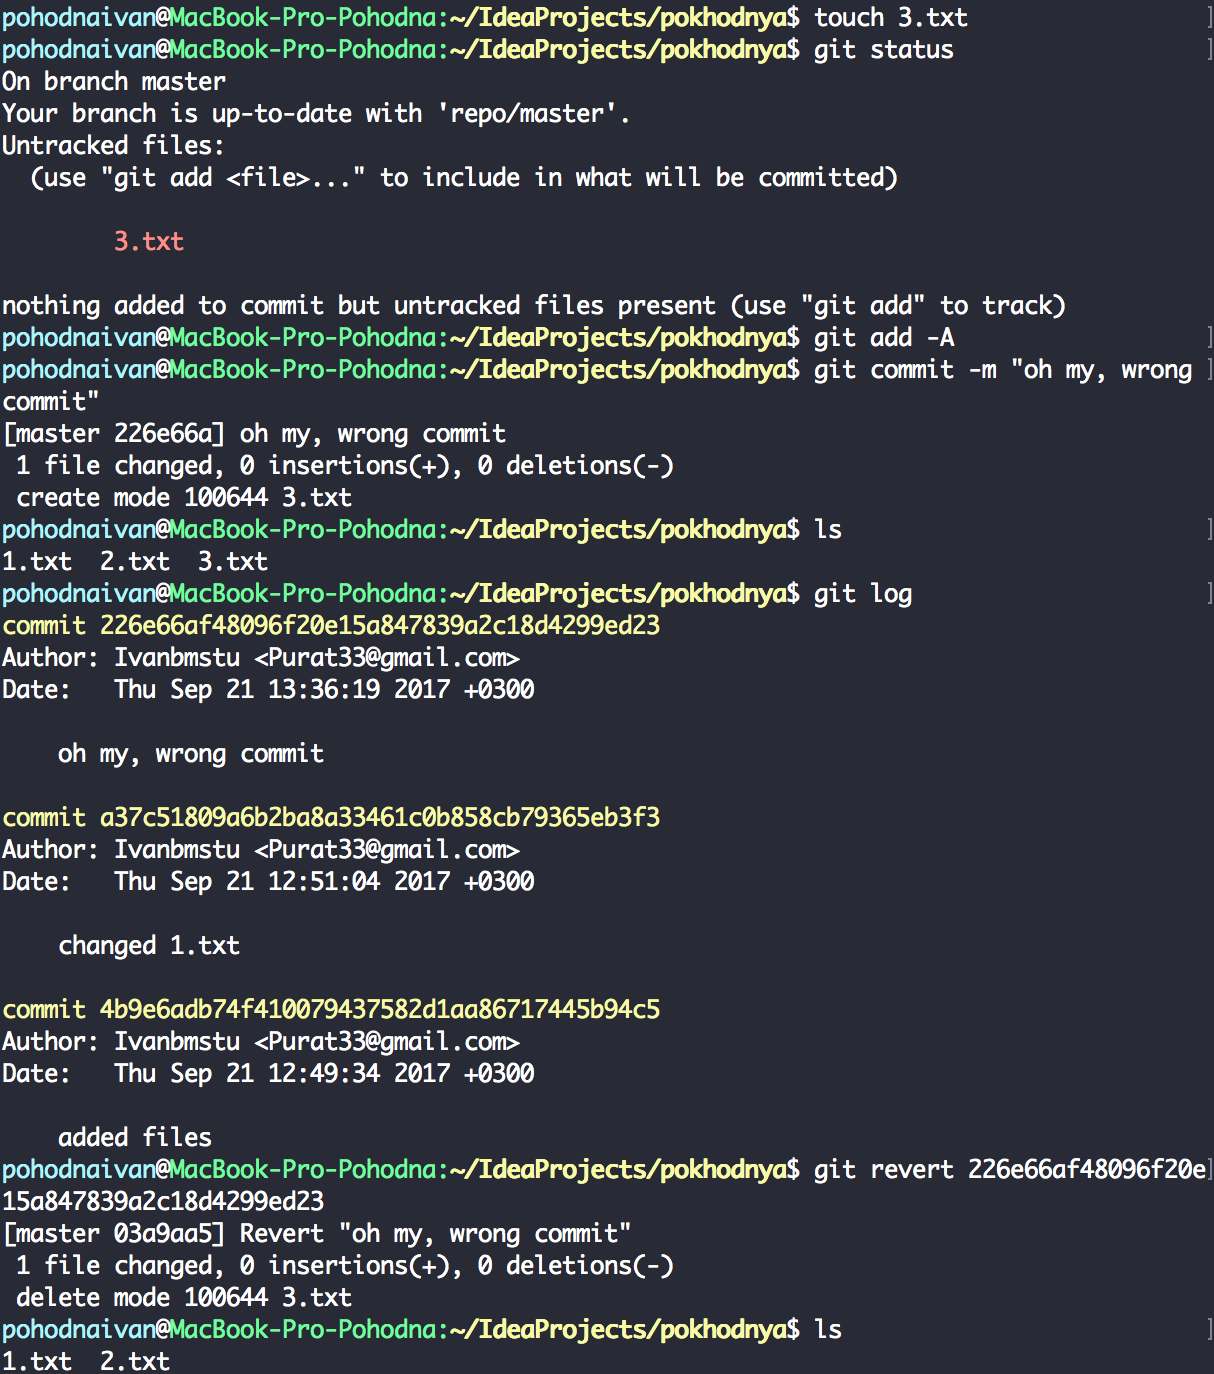 pohodnaivan@MacBook-Pro-Pohodna:~/IdeaProjects/pokhodnya$ touch 3.txt ]
pohodnaivan@MacBook-Pro-Pohodna:~/IdeaProjects/pokhodnya$ git status ]
On branch master
Your branch is up-to-date with 'repo/master'.
Untracked files:
  (use "git add <file>..." to include in what will be committed)
        3.txt
nothing added to commit but untracked files present (use "git add" to track)
pohodnaivan@MacBook-Pro-Pohodna:~/IdeaProjects/pokhodnya$ git add -A ]
pohodnaivan@MacBook-Pro-Pohodna:~/IdeaProjects/pokhodnya$ git commit -m "oh my, wrong ]
commit"
[master 226e66a] oh my, wrong commit
 1 file changed, 0 insertions(+), 0 deletions(-)
 create mode 100644 3.txt
pohodnaivan@MacBook-Pro-Pohodna:~/IdeaProjects/pokhodnya$ ls ]
1.txt  2.txt  3.txt
pohodnaivan@MacBook-Pro-Pohodna:~/IdeaProjects/pokhodnya$ git log ]
commit 226e66af48096f20e15a847839a2c18d4299ed23
Author: Ivanbmstu <Purat33@gmail.com>
Date:   Thu Sep 21 13:36:19 2017 +0300
    oh my, wrong commit
commit a37c51809a6b2ba8a33461c0b858cb79365eb3f3
Author: Ivanbmstu <Purat33@gmail.com>
Date:   Thu Sep 21 12:51:04 2017 +0300
    changed 1.txt
commit 4b9e6adb74f410079437582d1aa86717445b94c5
Author: Ivanbmstu <Purat33@gmail.com>
Date:   Thu Sep 21 12:49:34 2017 +0300
    added files
pohodnaivan@MacBook-Pro-Pohodna:~/IdeaProjects/pokhodnya$ git revert 226e66af48096f20e]
15a847839a2c18d4299ed23
[master 03a9aa5] Revert "oh my, wrong commit"
 1 file changed, 0 insertions(+), 0 deletions(-)
 delete mode 100644 3.txt
pohodnaivan@MacBook-Pro-Pohodna:~/IdeaProjects/pokhodnya$ ls ]
1.txt  2.txt